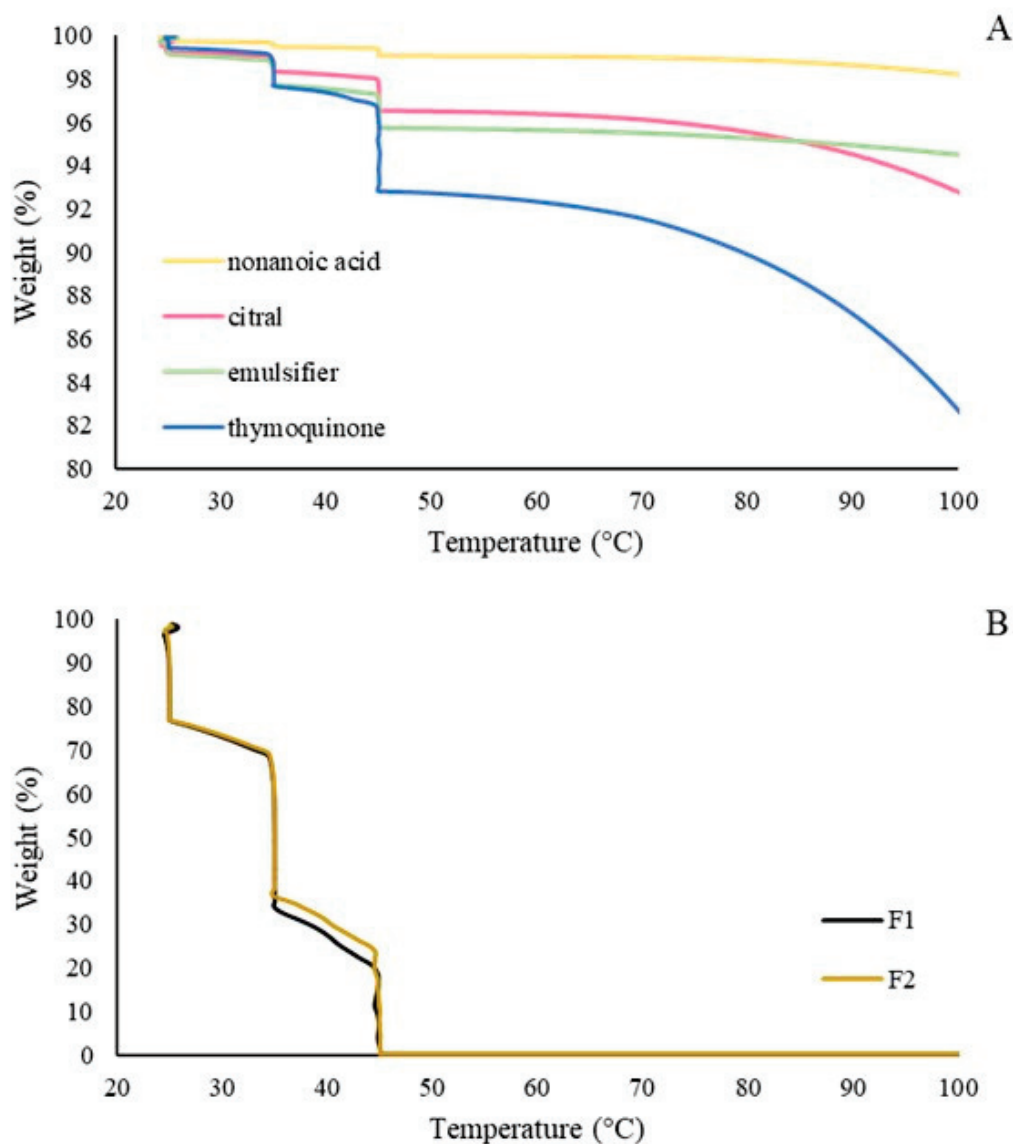 A
100
98
96
94
92
90
88
86
84
82
80
Weight (%)
nonanoic acid
citral
emulsifier
thymoquinone
20 30 40 50 60 70 80 90 100
Temperature (°C)
B
100
90
80
70
60
50
40
30
20
10
0
Weight (%)
F1
F2
20 30 40 50 60 70 80 90 100
Temperature (°C)